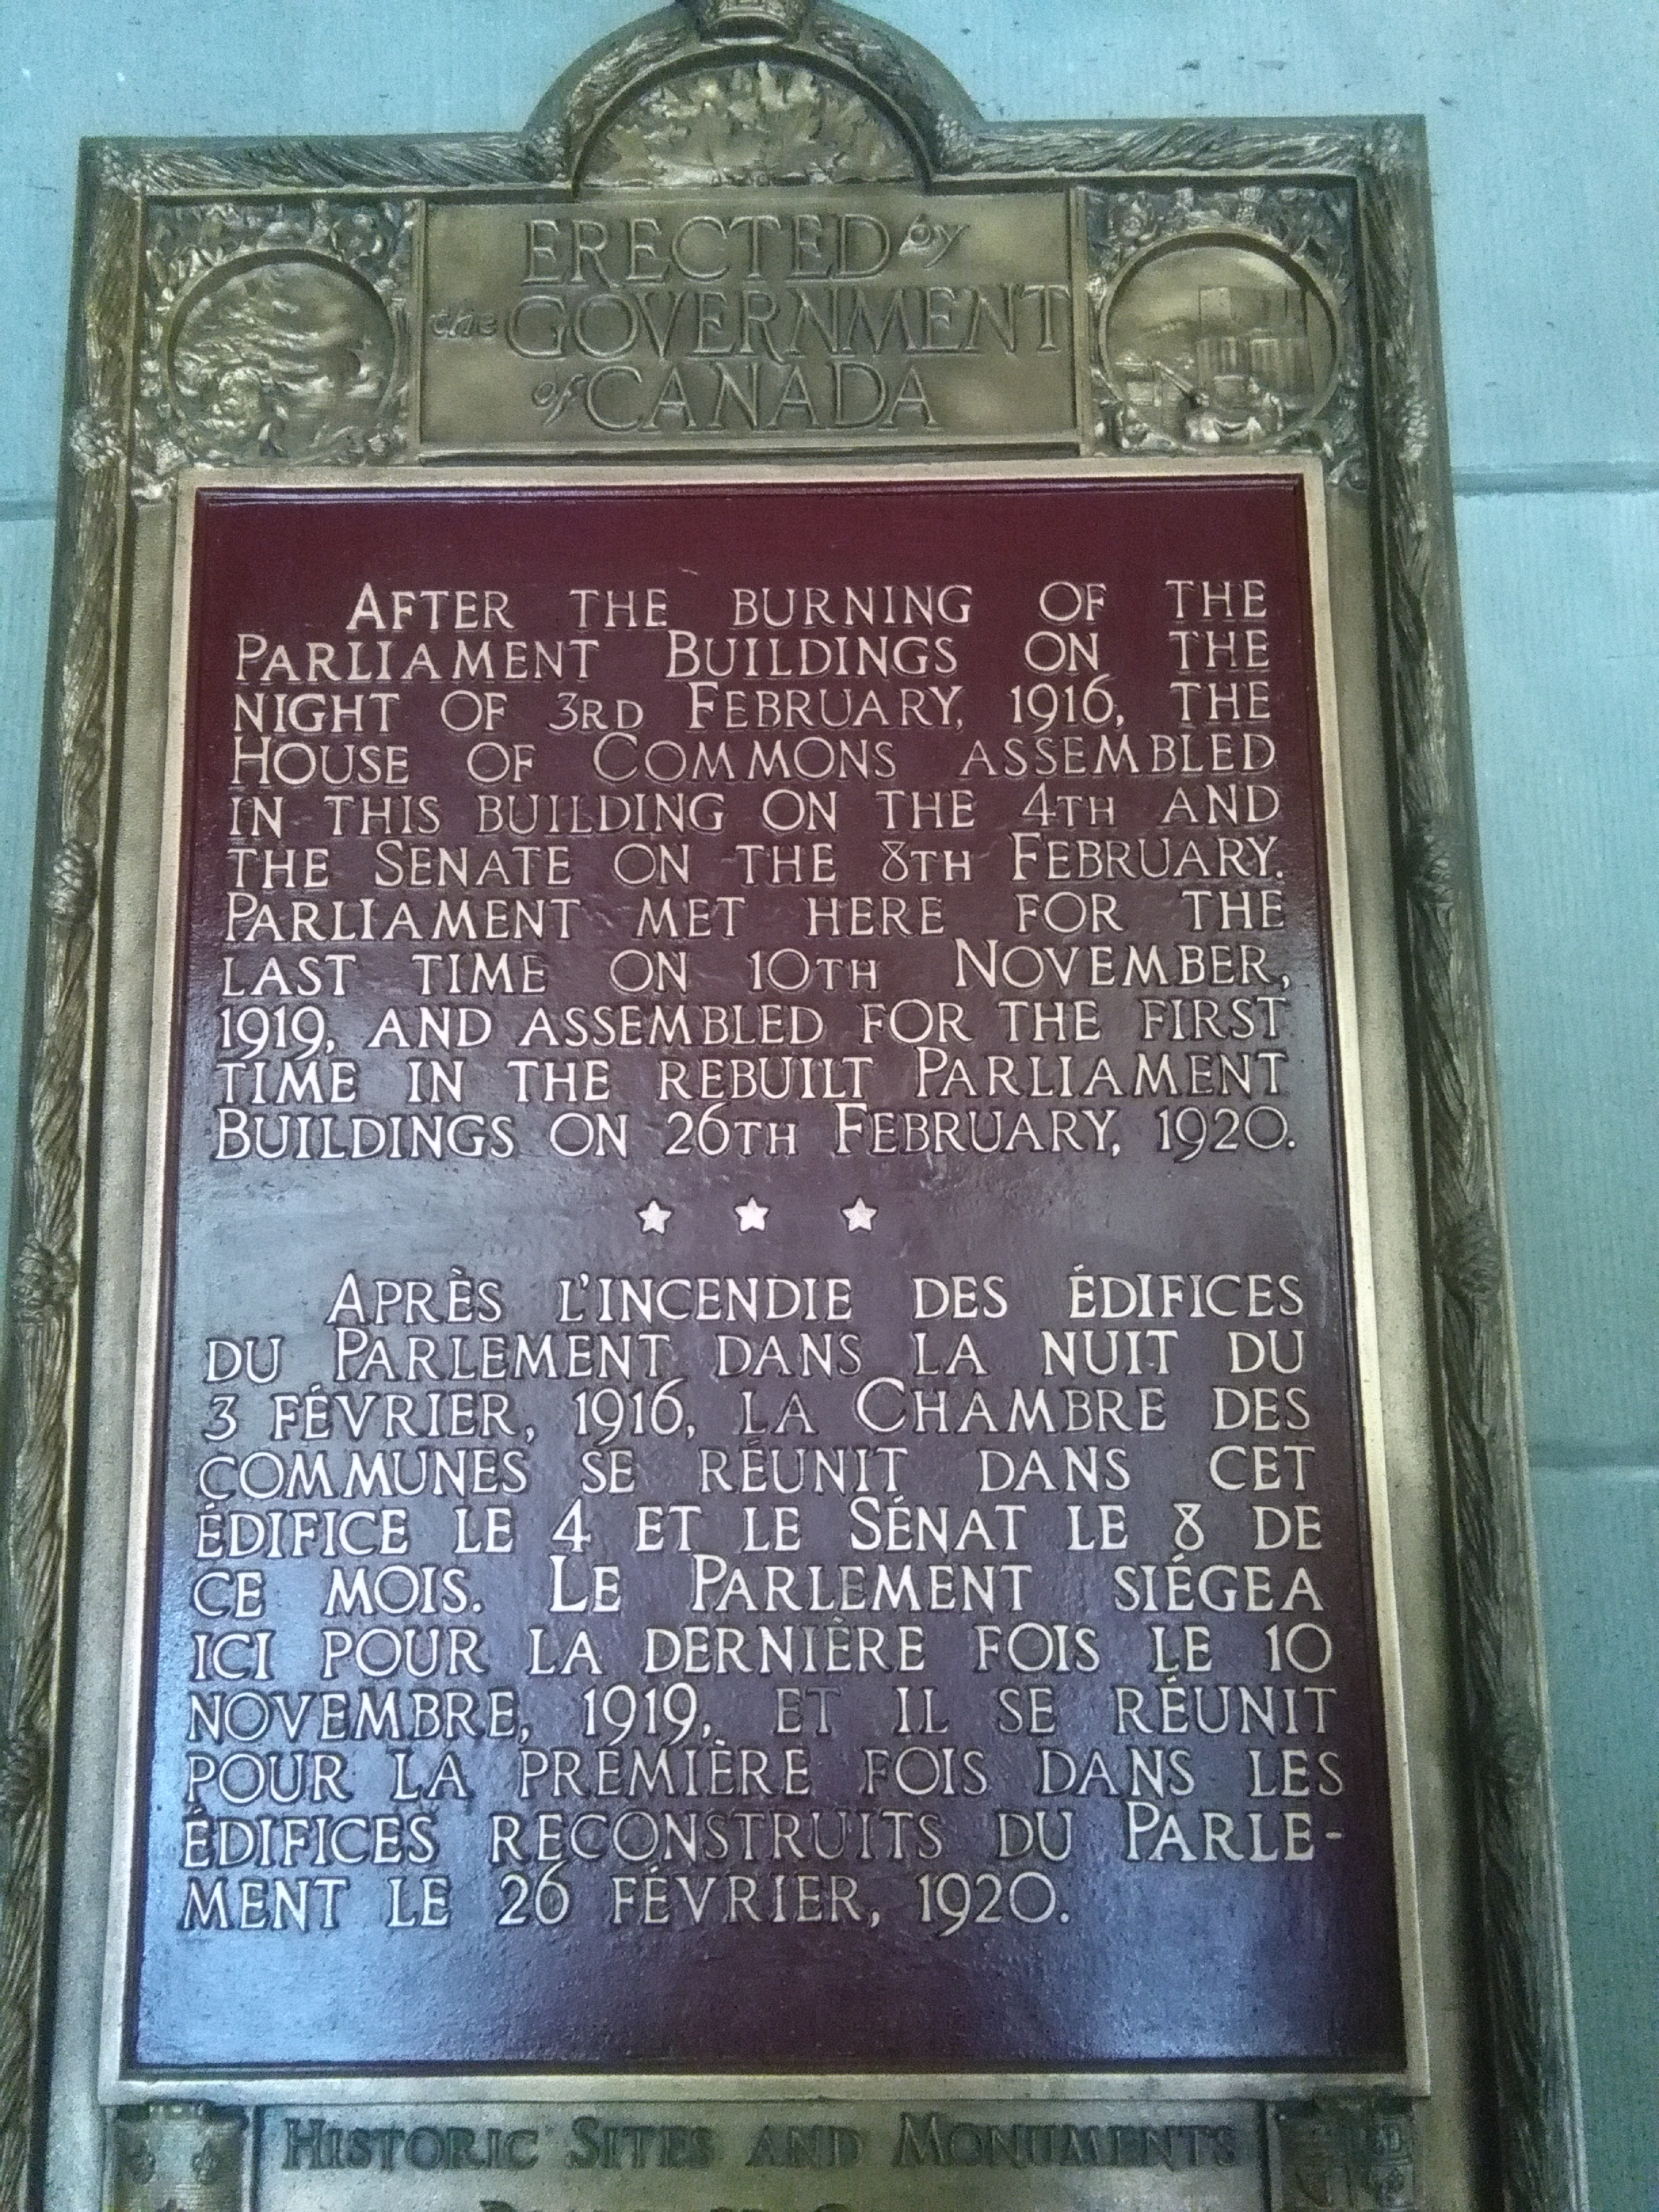 ERECTED by
the GOVERNMENT
of CANADA
AFTER THE BURNING OF THE
PARLIAMENT BUILDINGS ON THE
NIGHT OF 3RD FEBRUARY, 1916, THE
HOUSE OF COMMONS ASSEMBLED
IN THIS BUILDING ON THE 4TH AND
THE SENATE ON THE 8TH FEBRUARY.
PARLIAMENT MET HERE FOR THE
LAST TIME ON 10TH NOVEMBER,
1919, AND ASSEMBLED FOR THE FIRST
TIME IN THE REBUILT PARLIAMENT
BUILDINGS ON 26TH FEBRUARY, 1920.
APRÈS L'INCENDIE DES ÉDIFICES
DU PARLEMENT DANS LA NUIT DU
3 FÉVRIER, 1916, LA CHAMBRE DES
COMMUNES SE RÉUNIT DANS CET
ÉDIFICE LE 4 ET LE SÉNAT LE 8 DE
CE MOIS. LE PARLEMENT SIÉGEA
ICI POUR LA DERNIÈRE FOIS LE 10
NOVEMBRE, 1919, ET IL SE RÉUNIT
POUR LA PREMIÈRE FOIS DANS LES
ÉDIFICES RECONSTRUITS DU PARLE-
MENT LE 26 FÉVRIER, 1920.
HISTORIC SITES AND MONUMENTS